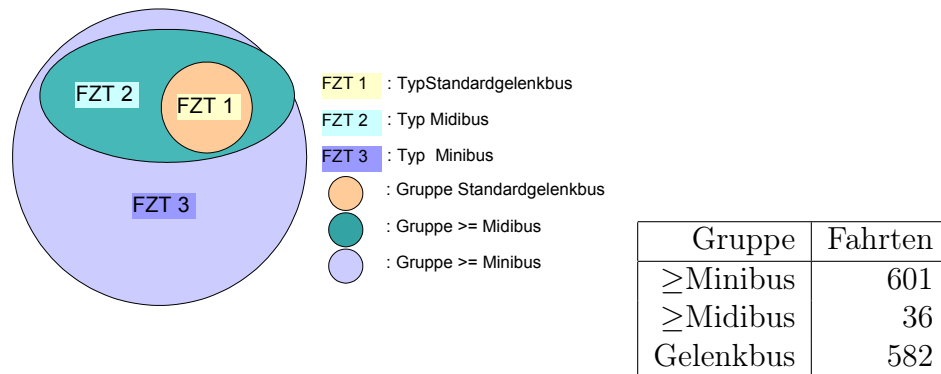 FZT 2
FZT 1
FZT 3
FZT 1 : TypStandardgelenkbus
FZT 2 : Typ Midibus
FZT 3 : Typ Minibus
: Gruppe Standardgelenkbus
: Gruppe >= Midibus
: Gruppe >= Minibus
Gruppe Fahrten
≥Minibus 601
≥Midibus 36
Gelenkbus 582